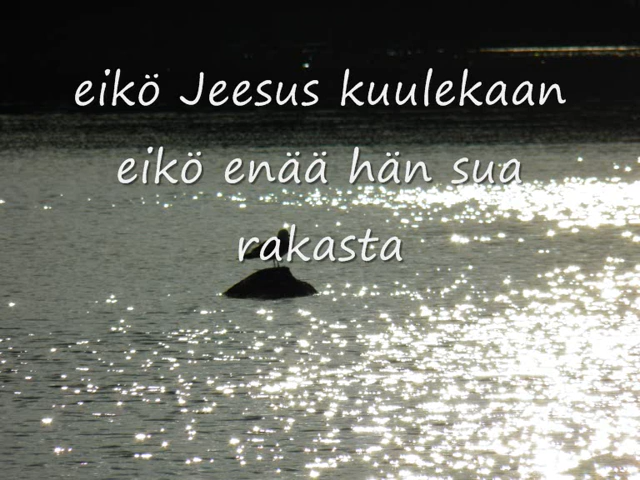 eikö Jeesus kuulekaan
eikö enää hän sua
rakasta